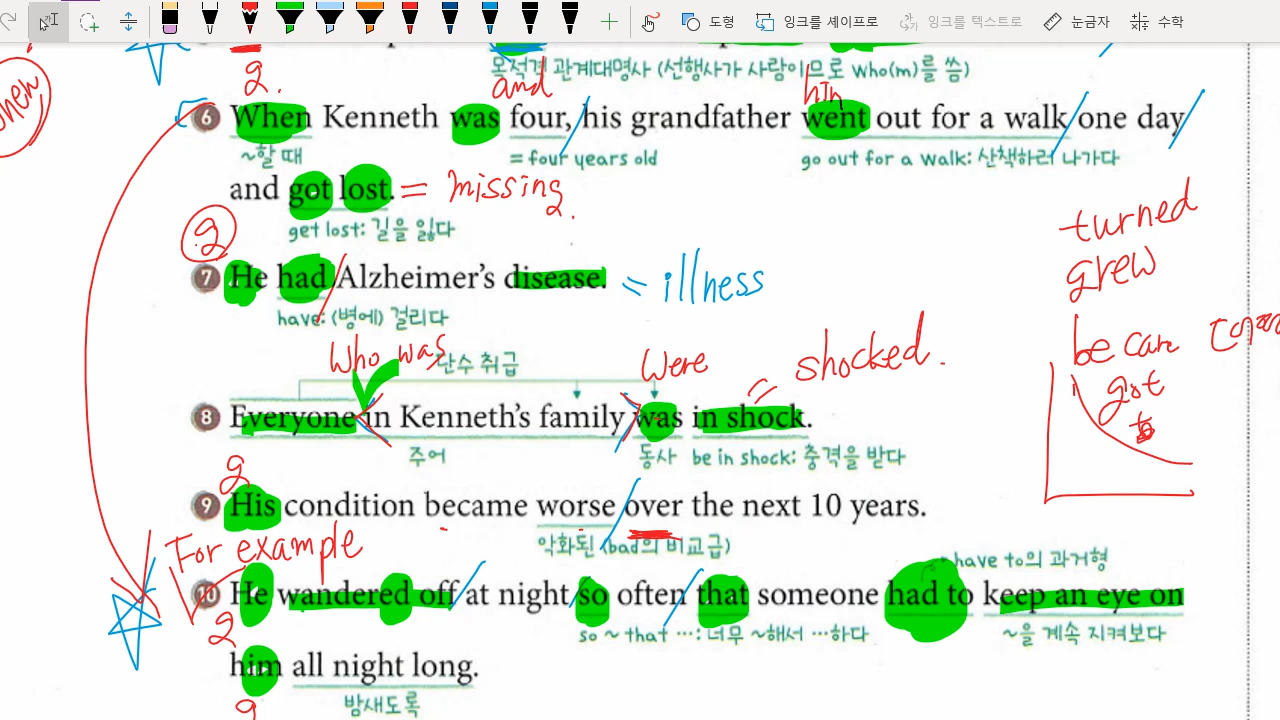 도형 잉크를 셰이프로 잉크를 텍스트로 눈금자 수학
목적격 관계대명사 (선행사가 사람이므로 who(m)를 씀)
when
g. and him
6 When Kenneth was four, his grandfather went out for a walk one day
~할 때 = four years old go out for a walk: 산책하러 나가다
and got lost. = missing.
get lost: 길을 잃다
turned
grew
g
7 He had Alzheimer's disease. = illness
have: (병에) 걸리다
Who was 단수 취급 Were = shocked.
8 Everyone in Kenneth's family was in shock.
주어 동사 be in shock: 충격을 받다
got
g
9 His condition became worse over the next 10 years.
악화된 (bad의 비교급)
For example
have to의 과거형
10 He wandered off at night so often that someone had to keep an eye on
so ~ that …: 너무 ~해서 …하다 ~을 계속 지켜보다
g
him all night long.
밤새도록
g